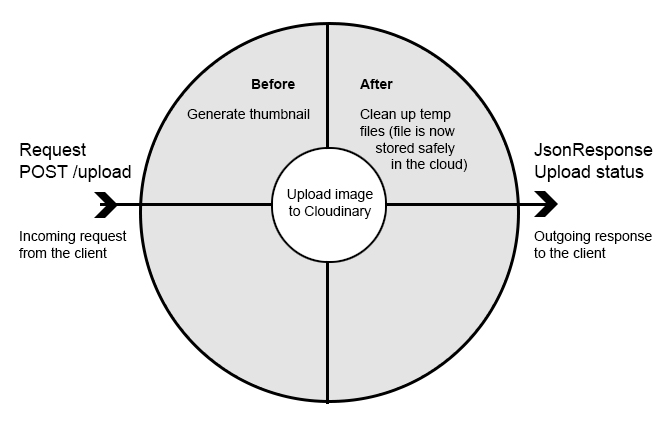 Before
Generate thumbnail
After
Clean up temp
files (file is now
stored safely
in the cloud)
Request
POST /upload
Incoming request
from the client
Upload image
to Cloudinary
JsonResponse
Upload status
Outgoing response
to the client